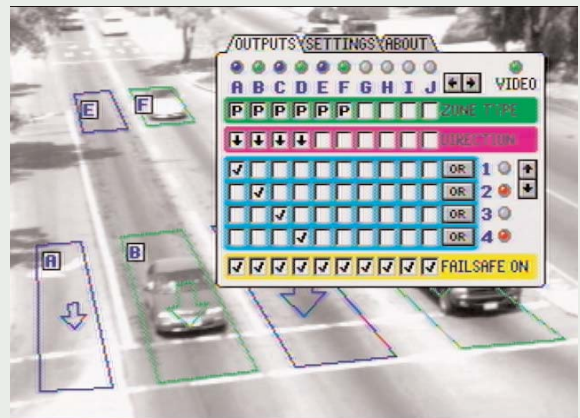 OUTPUTS SETTINGS ABOUT
A B C D E F G H I J VIDEO
P P P P P P ZONE TYPE
DIRECTION
OR 1
OR 2
OR 3
OR 4
FAILSAFE ON
E
F
A
B